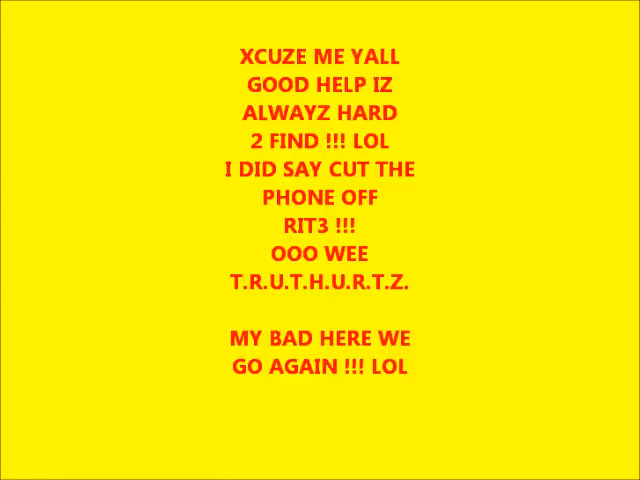 XCUZE ME YALL
GOOD HELP IZ
ALWAYZ HARD
2 FIND !!! LOL
I DID SAY CUT THE
PHONE OFF
RIT3 !!!
OOO WEE
T.R.U.T.H.U.R.T.Z.
MY BAD HERE WE
GO AGAIN !!! LOL